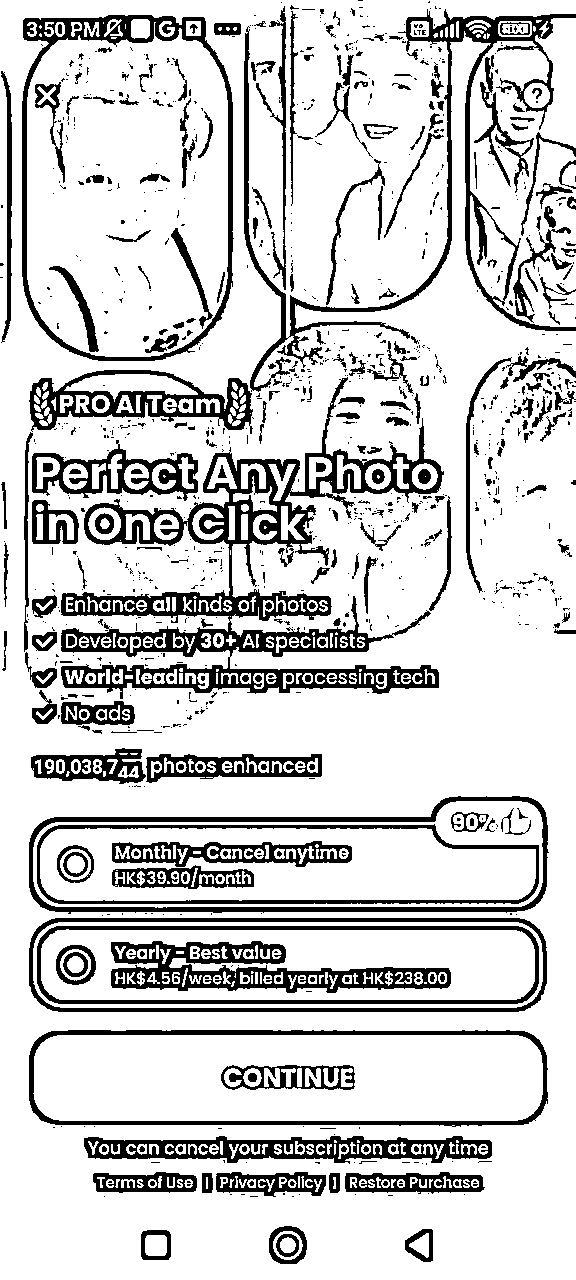 3:50 PM
PRO AI Team
Perfect Any Photo
in One Click
Enhance all kinds of photos
Developed by 30+ AI specialists
World-leading image processing tech
No ads
190,038,744 photos enhanced
90%
Monthly - Cancel anytime
HK$39.90/month
Yearly - Best value
HK$4.56/week, billed yearly at HK$238.00
CONTINUE
You can cancel your subscription at any time
Terms of Use | Privacy Policy | Restore Purchase